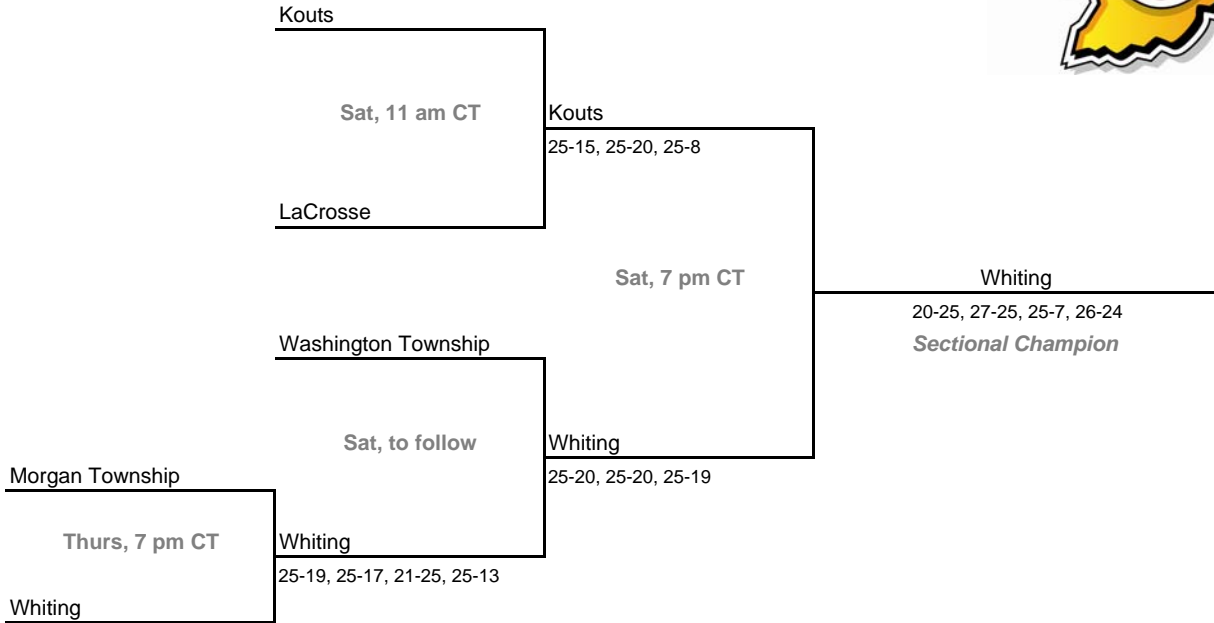 Kouts
Sat, 11 am CT
Kouts
25-15, 25-20, 25-8
LaCrosse
Sat, 7 pm CT
Whiting
20-25, 27-25, 25-7, 26-24
Sectional Champion
Washington Township
Sat, to follow
Whiting
25-20, 25-20, 25-19
Morgan Township
Thurs, 7 pm CT
Whiting
25-19, 25-17, 21-25, 25-13
Whiting